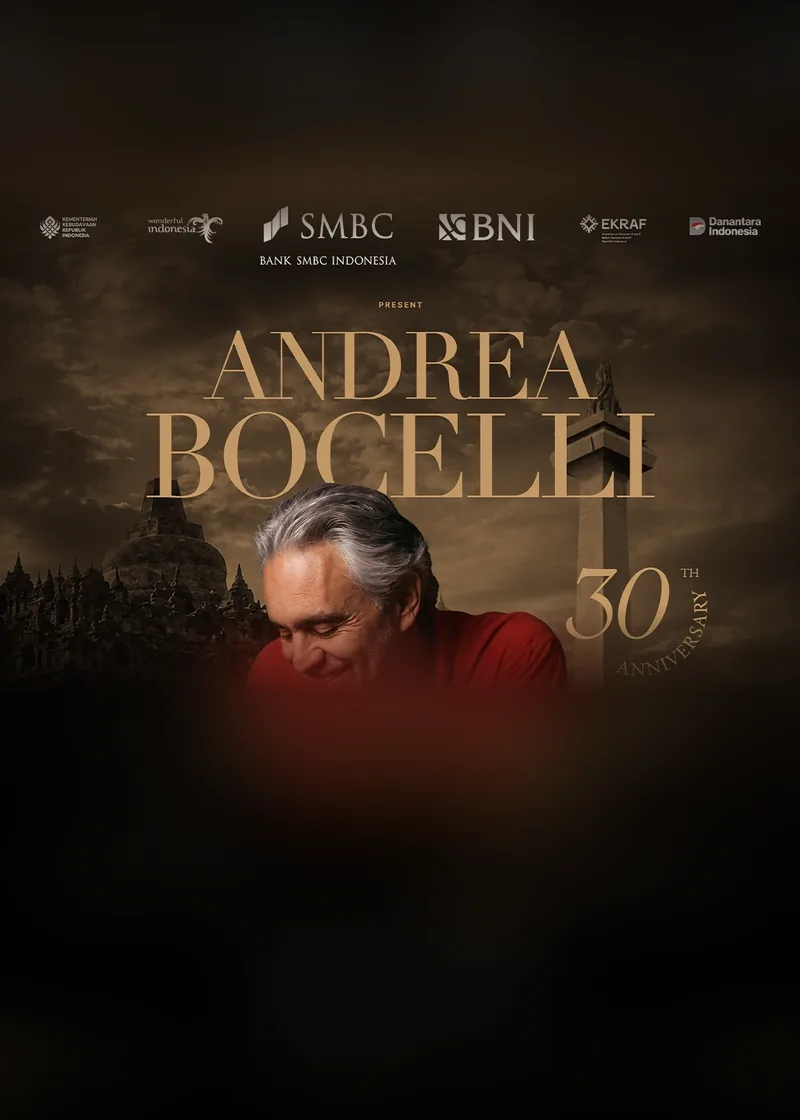 KEMENTERIAN
KEBUDAYAAN
REPUBLIK
INDONESIA
wonderful
indonesia
SMBC
BANK SMBC INDONESIA
BNI
EKRAF
Danantara
Indonesia
PRESENT
ANDREA
BOCELLI
30TH
ANNIVERSARY